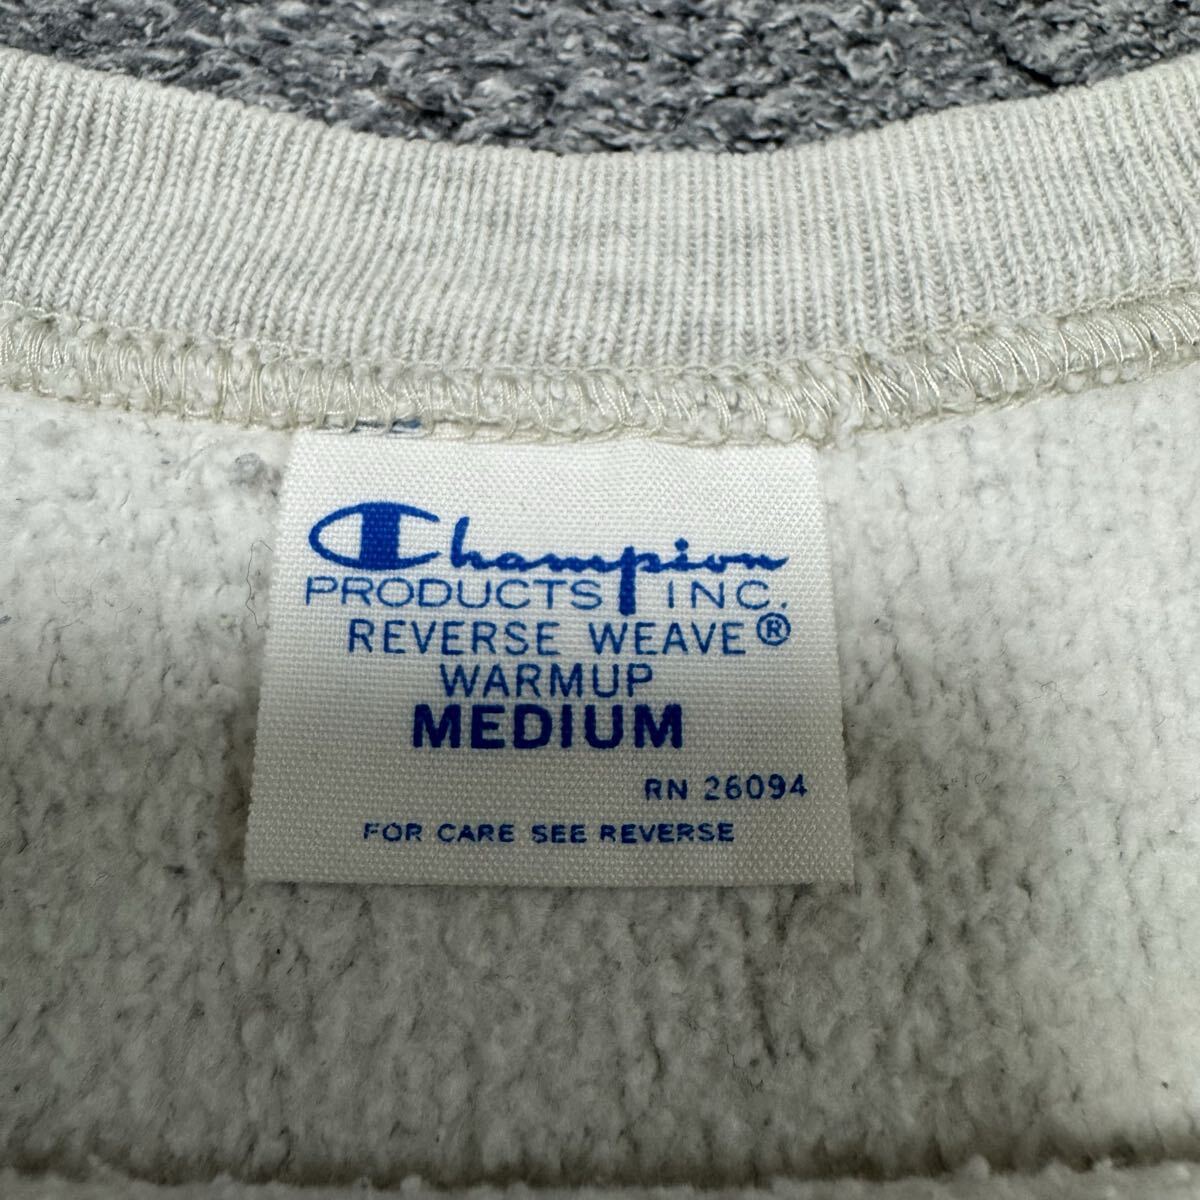 Champion
PRODUCTS INC.
REVERSE WEAVE®
WARMUP
MEDIUM
RN 26094
FOR CARE SEE REVERSE